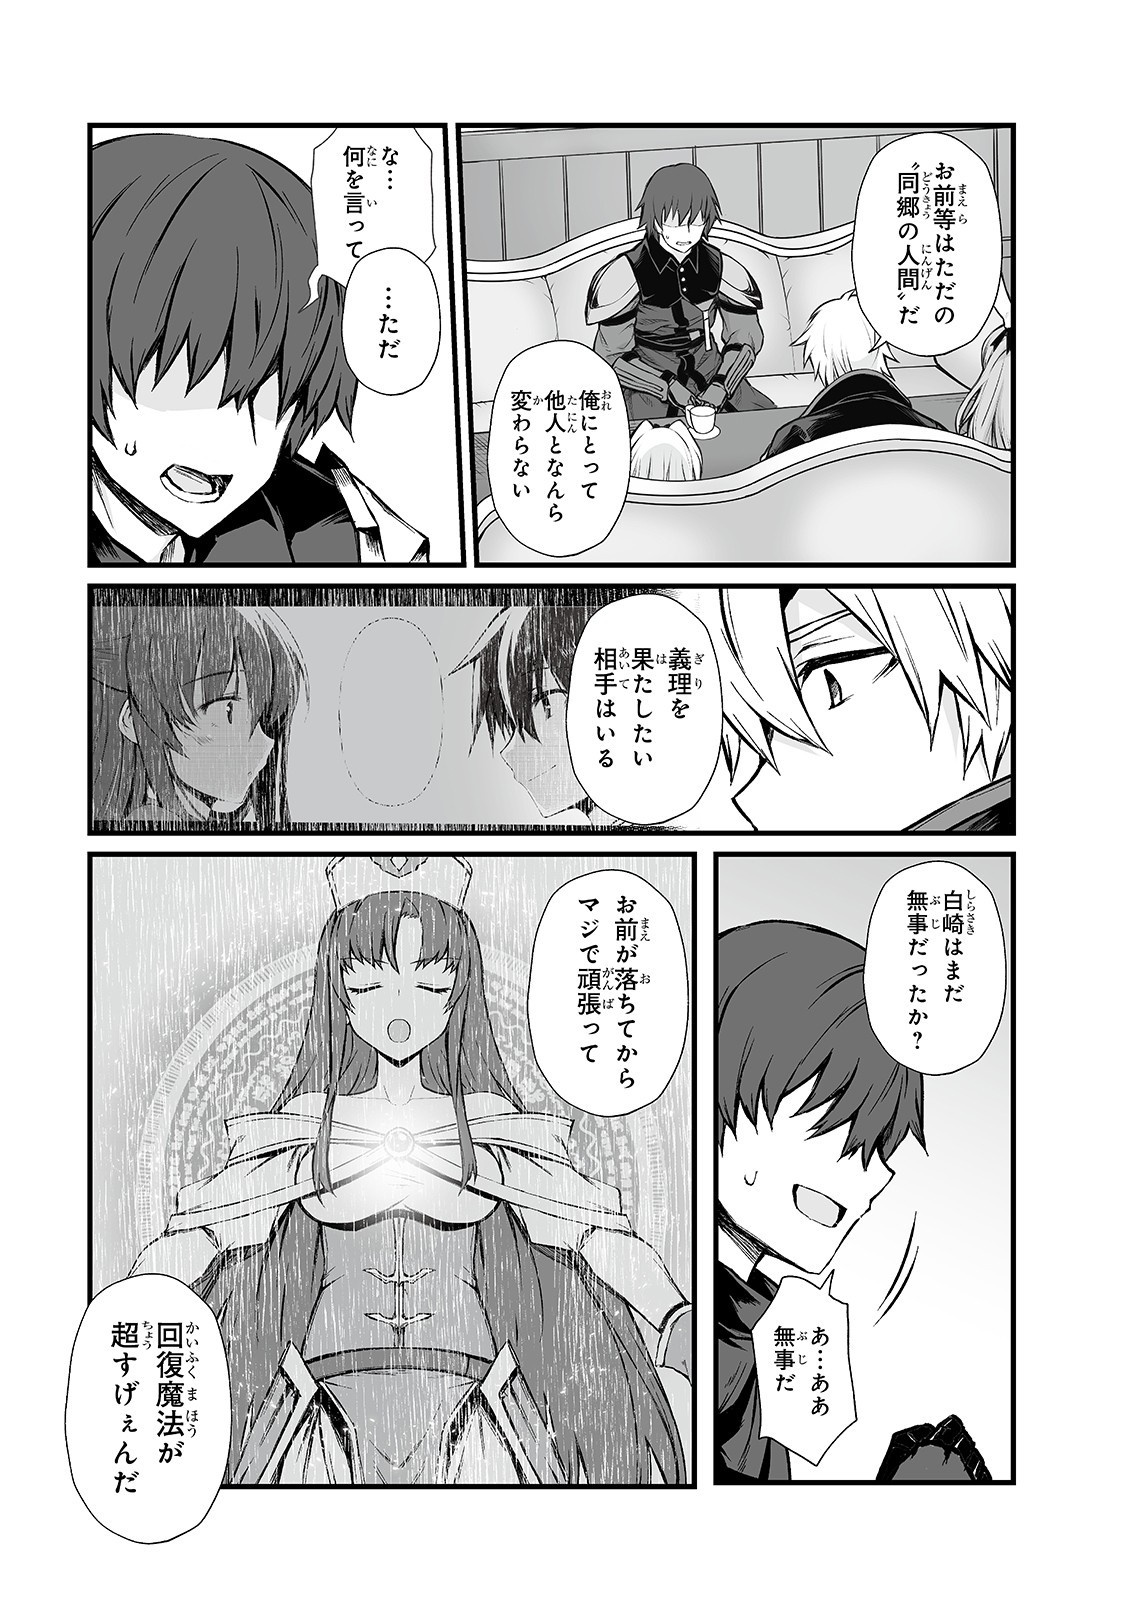 お前等はただの
〝同郷の人間〟だ
俺にとって
他人となんら
変わらない
な…
何を言って
…ただ
義理を
果たしたい
相手はいる
白崎はまだ
無事だったか?
あ…ああ
無事だ
お前が落ちてから
マジで頑張って
回復魔法が
超すげぇんだ